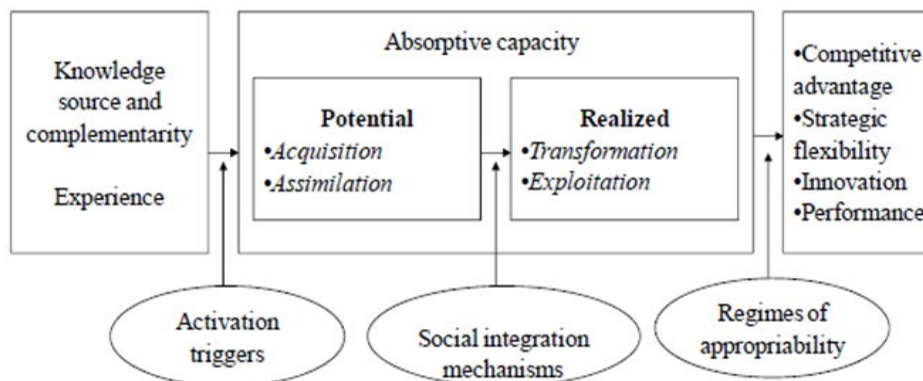 Knowledge
source and
complementarity
Experience
Absorptive capacity
Potential
•Acquisition
•Assimilation
Realized
•Transformation
•Exploitation
•Competitive
advantage
•Strategic
flexibility
•Innovation
•Performance
Activation
triggers
Social integration
mechanisms
Regimes of
appropriability